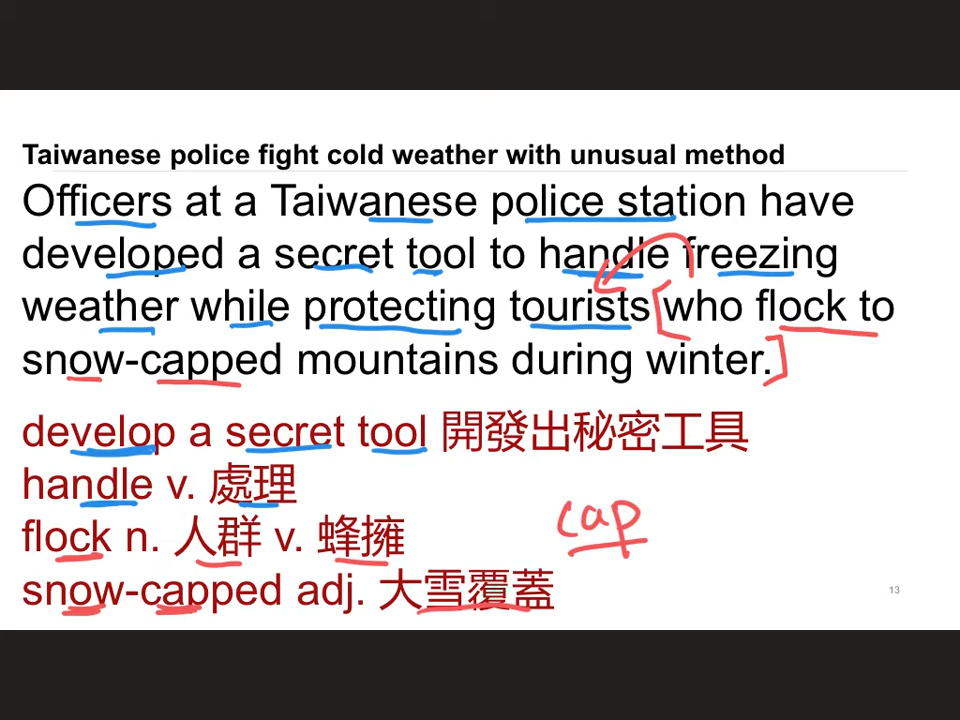 Taiwanese police fight cold weather with unusual method
Officers at a Taiwanese police station have
developed a secret tool to handle freezing
weather while protecting tourists [who flock to
snow-capped mountains during winter.]
develop a secret tool 開發出秘密工具
handle v. 處理
flock n. 人群 v. 蜂擁
cap
snow-capped adj. 大雪覆蓋
13